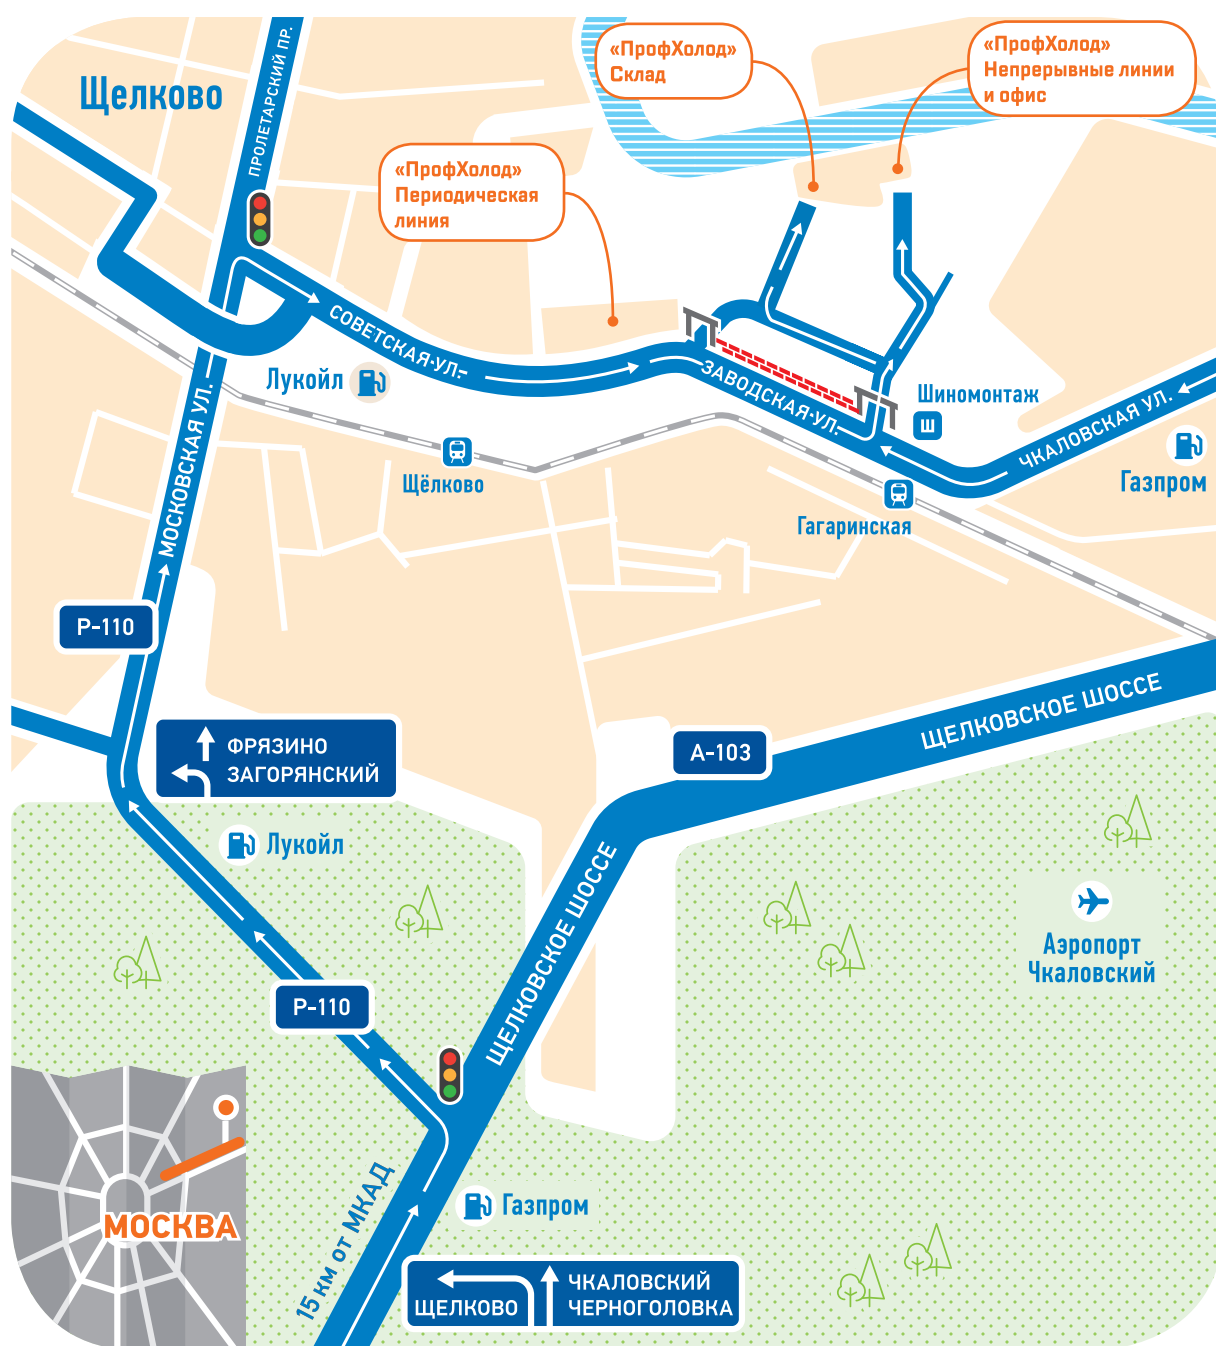 «ПрофХолод»
Склад
«ПрофХолод»
Непрерывные линии
и офис
Щелково
ПРОЛЕТАРСКИЙ ПР.
«ПрофХолод»
Периодическая
линия
СОВЕТСКАЯ УЛ.
Лукойл
ЗАВОДСКАЯ УЛ.
Шиномонтаж
Ш
ЧКАЛОВСКАЯ УЛ.
Газпром
МОСКОВСКАЯ УЛ.
Щёлково
Гагаринская
Р-110
ЩЕЛКОВСКОЕ ШОССЕ
А-103
ФРЯЗИНО
ЗАГОРЯНСКИЙ
Лукойл
ЩЕЛКОВСКОЕ ШОССЕ
Аэропорт
Чкаловский
Р-110
15 км от МКАД
Газпром
МОСКВА
ЩЕЛКОВО
ЧКАЛОВСКИЙ
ЧЕРНОГОЛОВКА